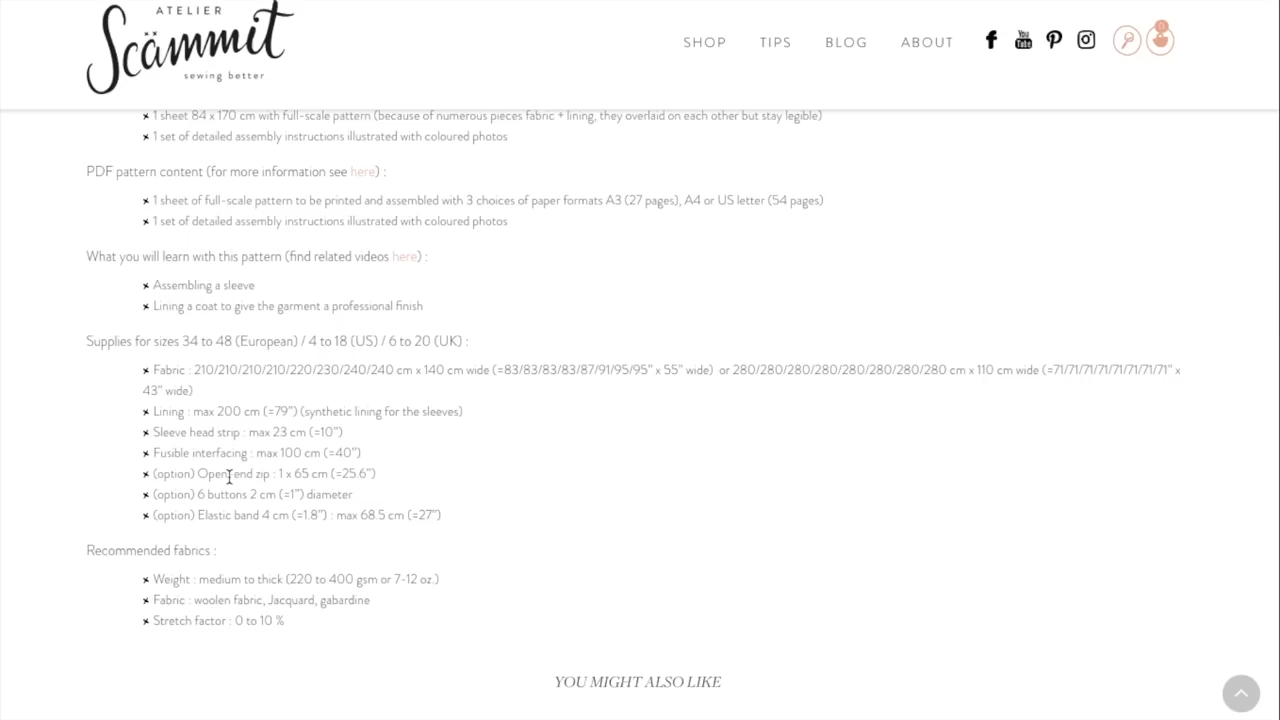 ATELIER
Scämmit
sewing better
SHOP TIPS BLOG ABOUT
You Tube
0
× 1 sheet 84 x 170 cm with full-scale pattern (because of numerous pieces fabric + lining, they overlaid on each other but stay legible)
× 1 set of detailed assembly instructions illustrated with coloured photos
PDF pattern content (for more information see here) :
× 1 sheet of full-scale pattern to be printed and assembled with 3 choices of paper formats A3 (27 pages), A4 or US letter (54 pages)
× 1 set of detailed assembly instructions illustrated with coloured photos
What you will learn with this pattern (find related videos here) :
× Assembling a sleeve
× Lining a coat to give the garment a professional finish
Supplies for sizes 34 to 48 (European) / 4 to 18 (US) / 6 to 20 (UK) :
× Fabric : 210/210/210/210/220/230/240/240 cm x 140 cm wide (=83/83/83/83/87/91/95/95" x 55" wide) or 280/280/280/280/280/280/280/280 cm x 110 cm wide (=71/71/71/71/71/71/71/71" x
43" wide)
× Lining : max 200 cm (=79") (synthetic lining for the sleeves)
× Sleeve head strip : max 23 cm (=10")
× Fusible interfacing : max 100 cm (=40")
× (option) Open-end zip : 1 x 65 cm (=25.6")
× (option) 6 buttons 2 cm (=1") diameter
× (option) Elastic band 4 cm (=1.8") : max 68.5 cm (=27")
Recommended fabrics :
× Weight : medium to thick (220 to 400 gsm or 7-12 oz.)
× Fabric : woolen fabric, Jacquard, gabardine
× Stretch factor : 0 to 10 %
YOU MIGHT ALSO LIKE